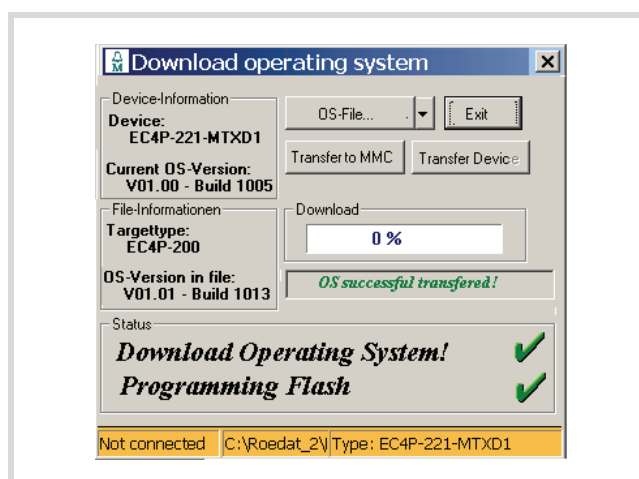 Download operating system
Device-Information
Device:
EC4P-221-MTXD1
Current OS-Version:
V01.00 - Build 1005
OS-File... .
Exit
Transfer to MMC
Transfer Device
File-Informationen
Targettype:
EC4P-200
OS-Version in file:
V01.01 - Build 1013
Download
0 %
OS successful transfered!
Status
Download Operating System!
Programming Flash
Not connected
C:\Roedat_2\
Type: EC4P-221-MTXD1